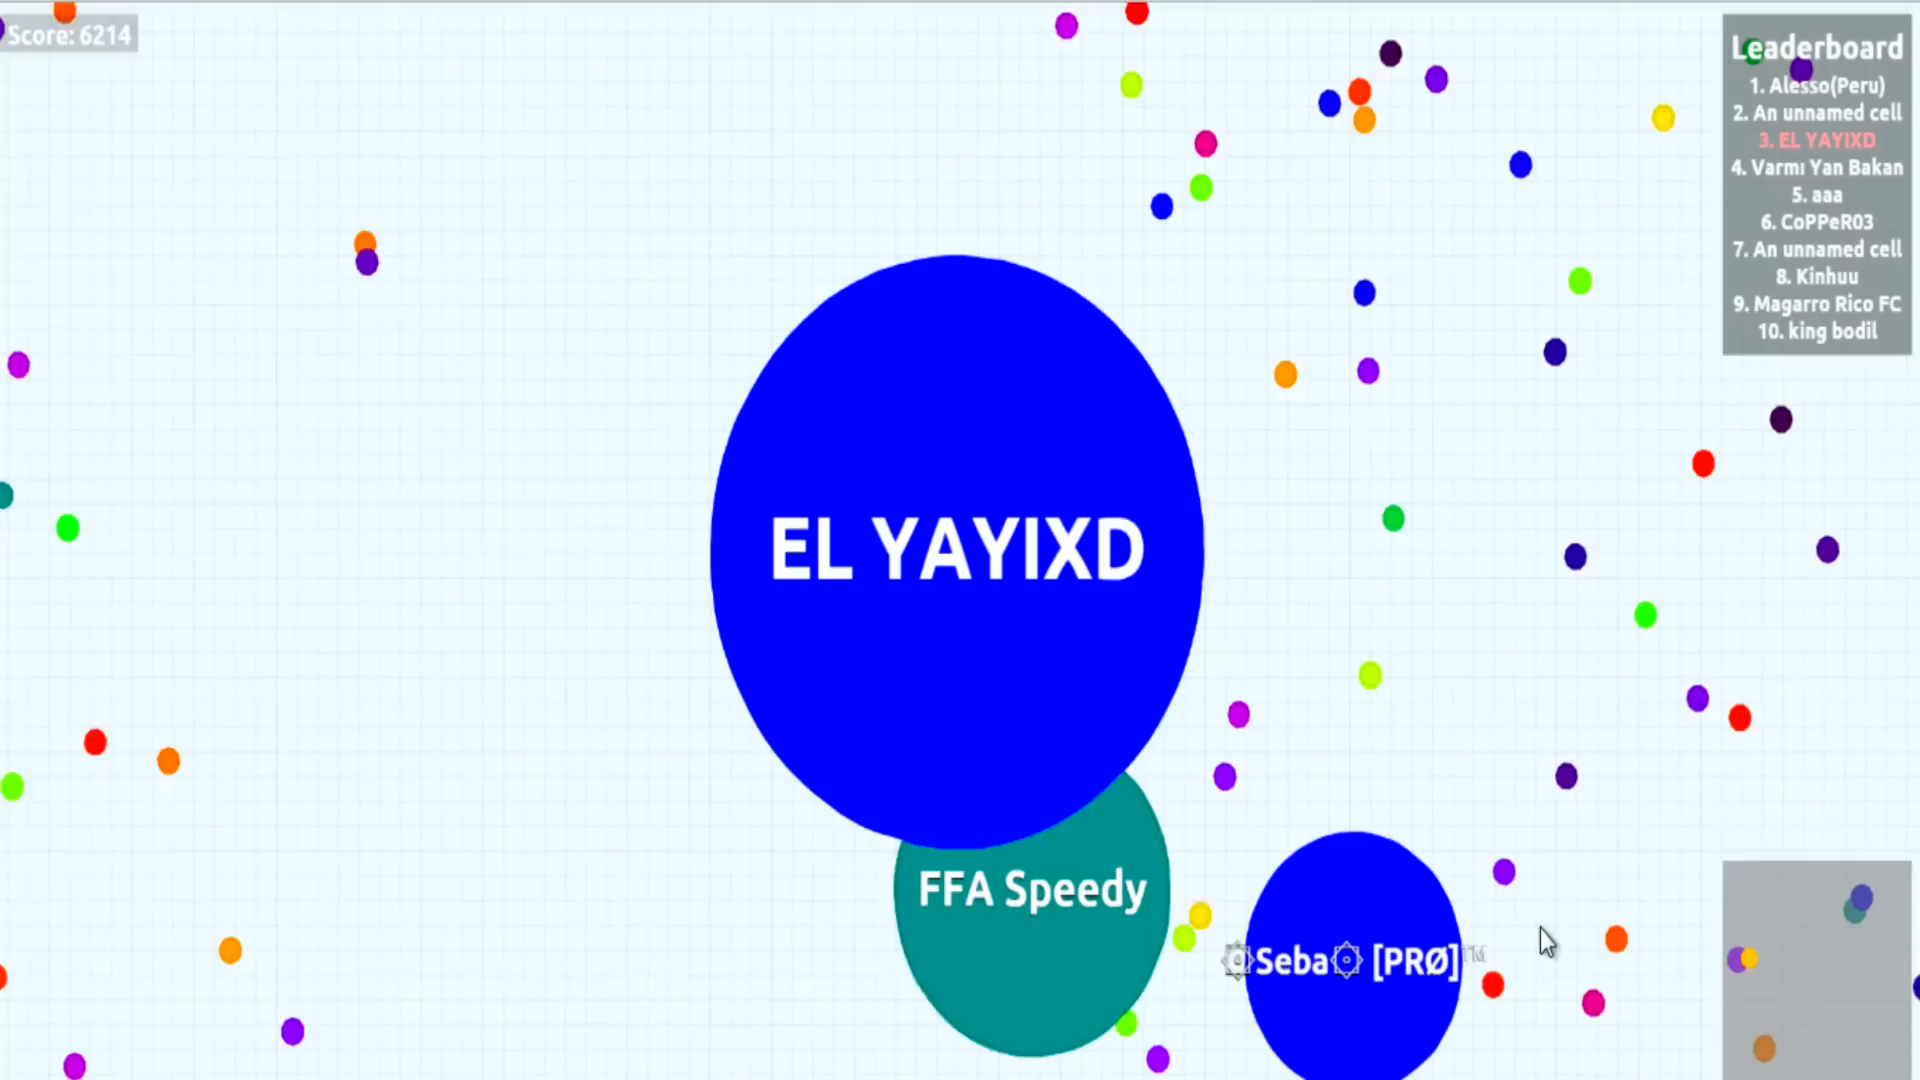 Score: 6214
Leaderboard
1. Alesso(Peru)
2. An unnamed cell
3. EL YAYIXD
4. Varmı Yan Bakan
5. aaa
6. CoPPeR03
7. An unnamed cell
8. Kinhuu
9. Magarro Rico FC
10. king bodil
EL YAYIXD
FFA Speedy
۞Seba۞ [PRØ]™